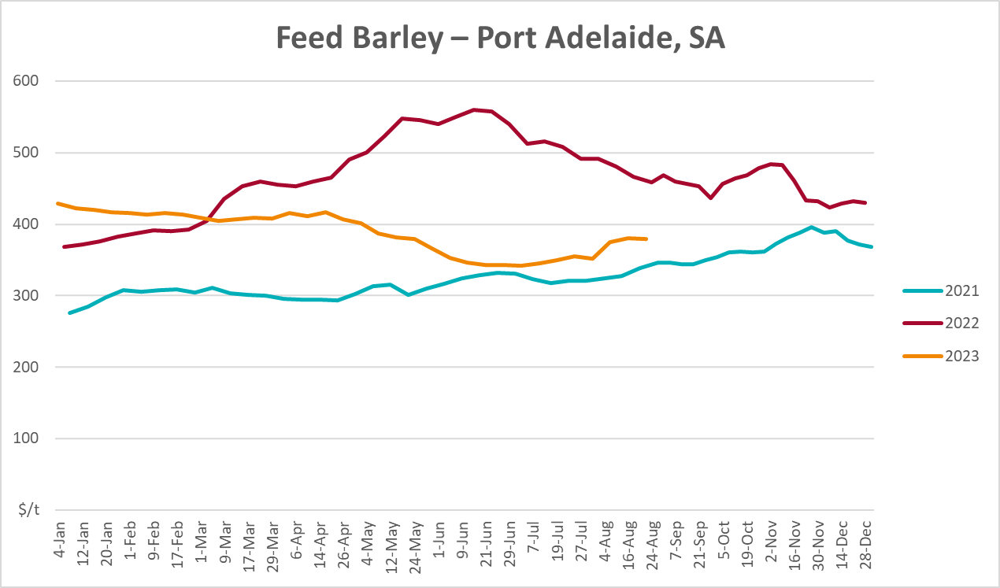 Feed Barley – Port Adelaide, SA
600
500
400
300
200
100
$/t
4-Jan
12-Jan
20-Jan
1-Feb
9-Feb
17-Feb
1-Mar
9-Mar
17-Mar
29-Mar
6-Apr
14-Apr
26-Apr
4-May
12-May
24-May
1-Jun
9-Jun
21-Jun
29-Jun
7-Jul
19-Jul
27-Jul
4-Aug
16-Aug
24-Aug
7-Sep
21-Sep
5-Oct
19-Oct
2-Nov
16-Nov
30-Nov
14-Dec
28-Dec
2021
2022
2023